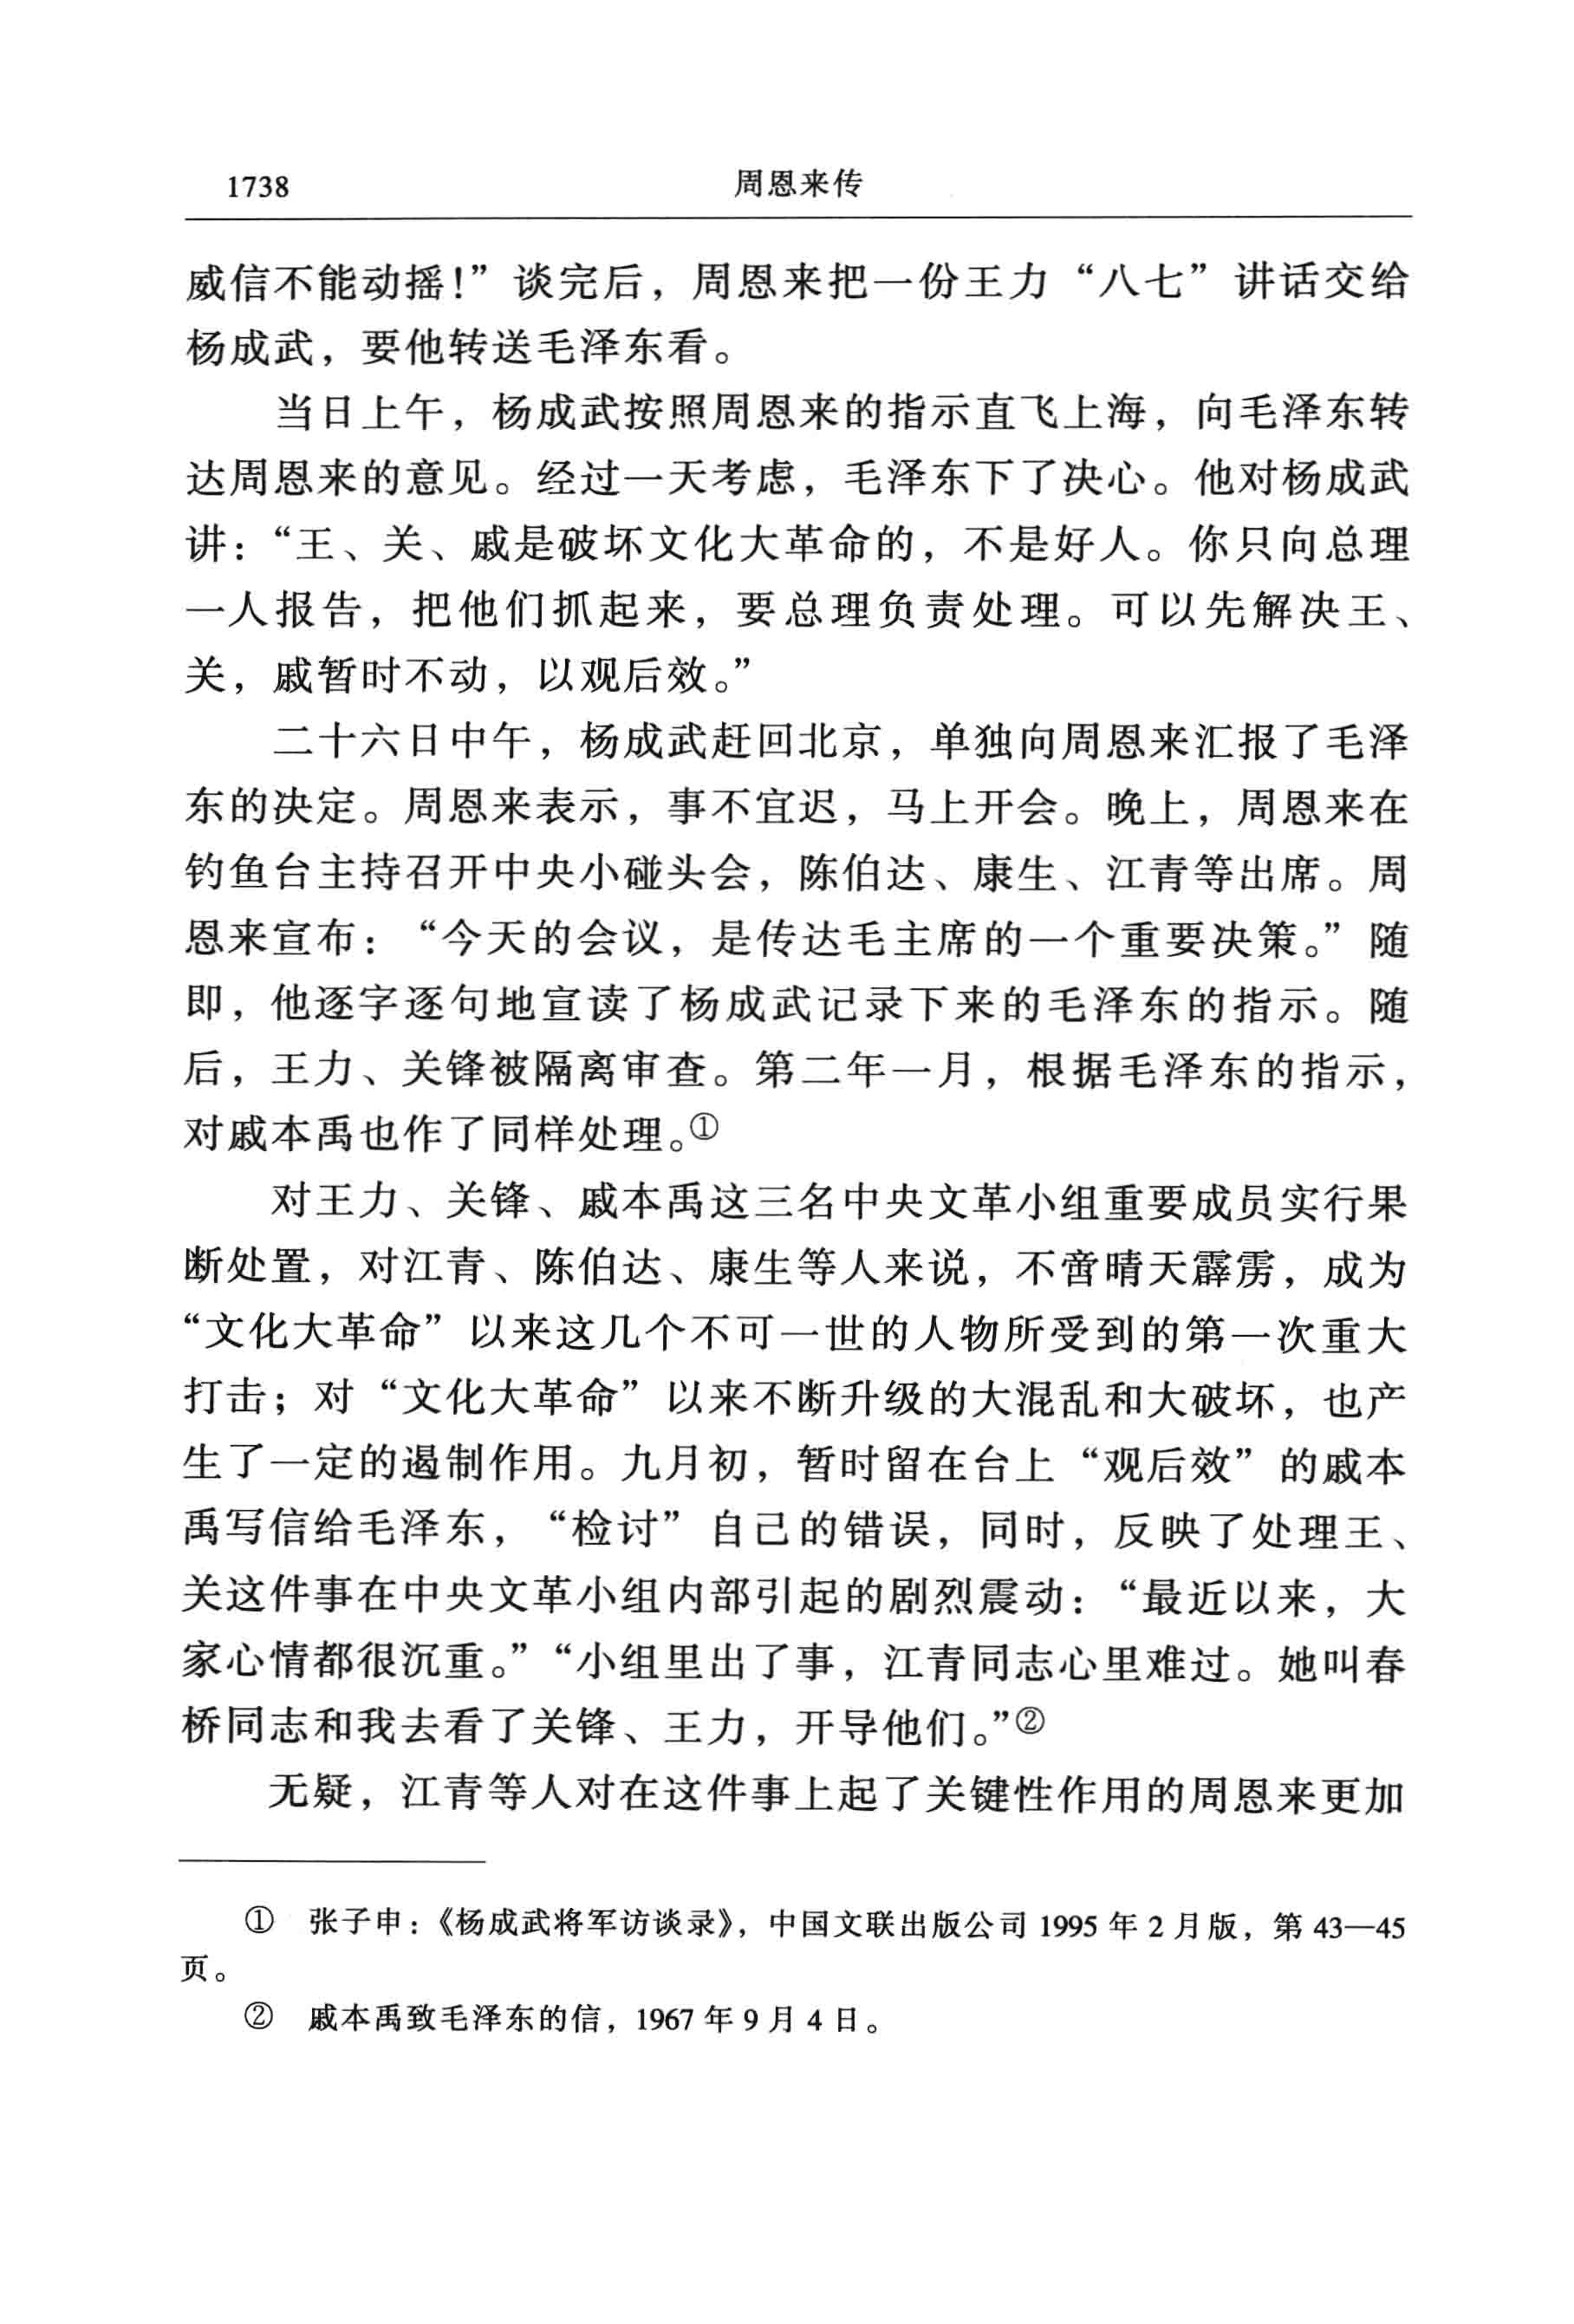 1738 周恩来传
威信不能动摇！”谈完后，周恩来把一份王力“八七”讲话交给
杨成武，要他转送毛泽东看。
当日上午，杨成武按照周恩来的指示直飞上海，向毛泽东转
达周恩来的意见。经过一天考虑，毛泽东下了决心。他对杨成武
讲：“王、关、戚是破坏文化大革命的，不是好人。你只向总理
一人报告，把他们抓起来，要总理负责处理。可以先解决王、
关，戚暂时不动，以观后效。”
二十六日中午，杨成武赶回北京，单独向周恩来汇报了毛泽
东的决定。周恩来表示，事不宜迟，马上开会。晚上，周恩来在
钓鱼台主持召开中央小碰头会，陈伯达、康生、江青等出席。周
恩来宣布：“今天的会议，是传达毛主席的一个重要决策。”随
即，他逐字逐句地宣读了杨成武记录下来的毛泽东的指示。随
后，王力、关锋被隔离审查。第二年一月，根据毛泽东的指示，
对戚本禹也作了同样处理。①
对王力、关锋、戚本禹这三名中央文革小组重要成员实行果
断处置，对江青、陈伯达、康生等人来说，不啻晴天霹雳，成为
“文化大革命”以来这几个不可一世的人物所受到的第一次重大
打击；对“文化大革命”以来不断升级的大混乱和大破坏，也产
生了一定的遏制作用。九月初，暂时留在台上“观后效”的戚本
禹写信给毛泽东，“检讨”自己的错误，同时，反映了处理王、
关这件事在中央文革小组内部引起的剧烈震动：“最近以来，大
家心情都很沉重。”“小组里出了事，江青同志心里难过。她叫春
桥同志和我去看了关锋、王力，开导他们。”②
无疑，江青等人对在这件事上起了关键性作用的周恩来更加
① 张子申：《杨成武将军访谈录》，中国文联出版公司 1995 年 2 月版，第 43—45
页。
② 戚本禹致毛泽东的信，1967 年 9 月 4 日。